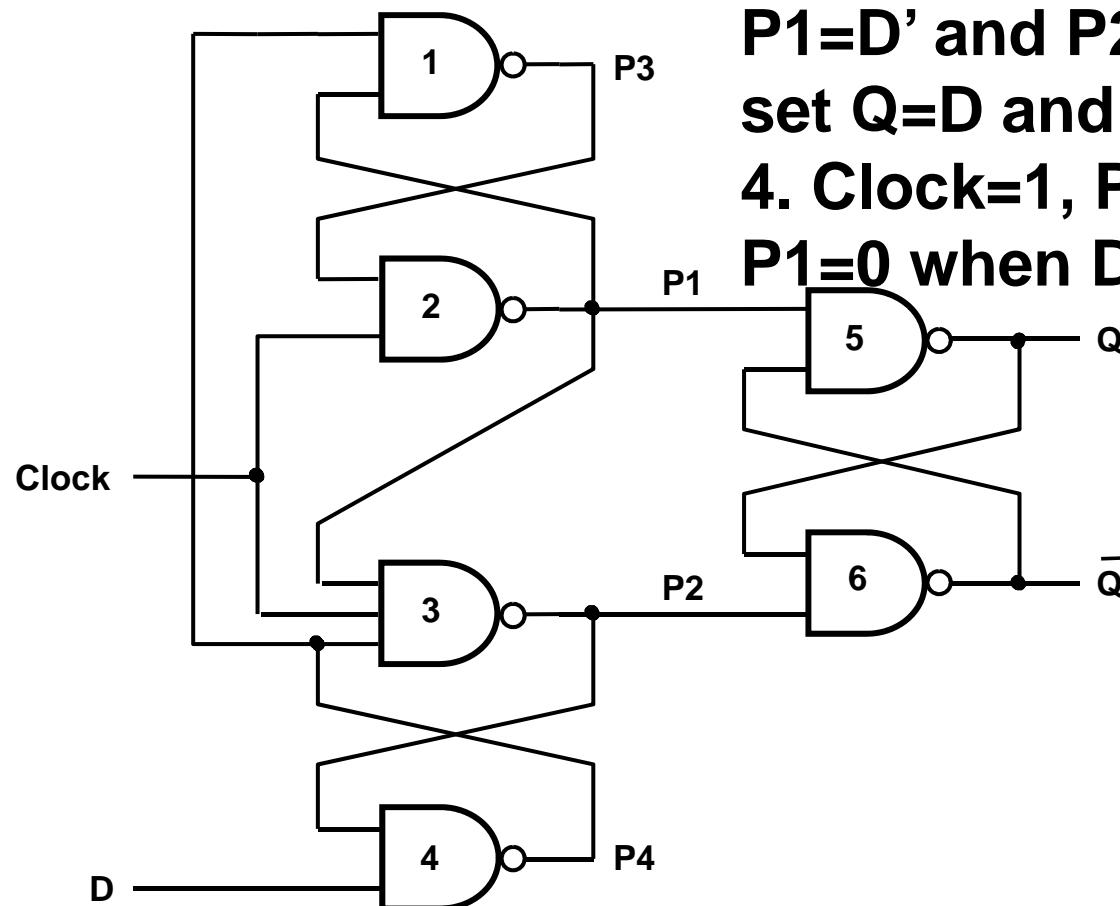 P1=D’ and P2
set Q=D and
4. Clock=1, P
P1=0 when D
1
P3
2
P1
5
Q
Clock
3
P2
6
Q
4
P4
D